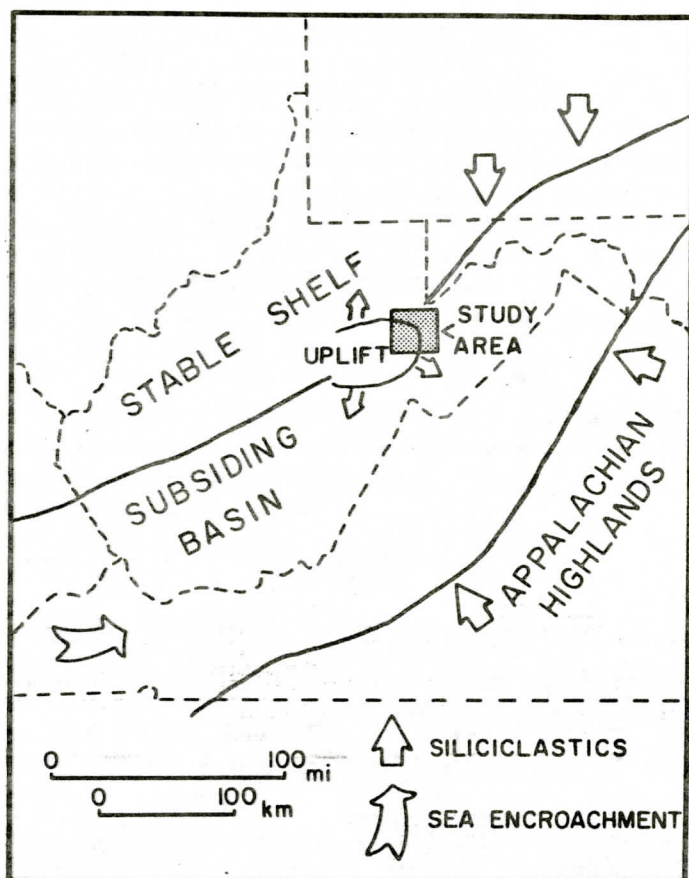 STABLE SHELF
STUDY
AREA
UPLIFT
SUBSIDING
BASIN
APPALACHIAN
HIGHLANDS
0 100 mi
0 100 km
SILICICLASTICS
SEA ENCROACHMENT